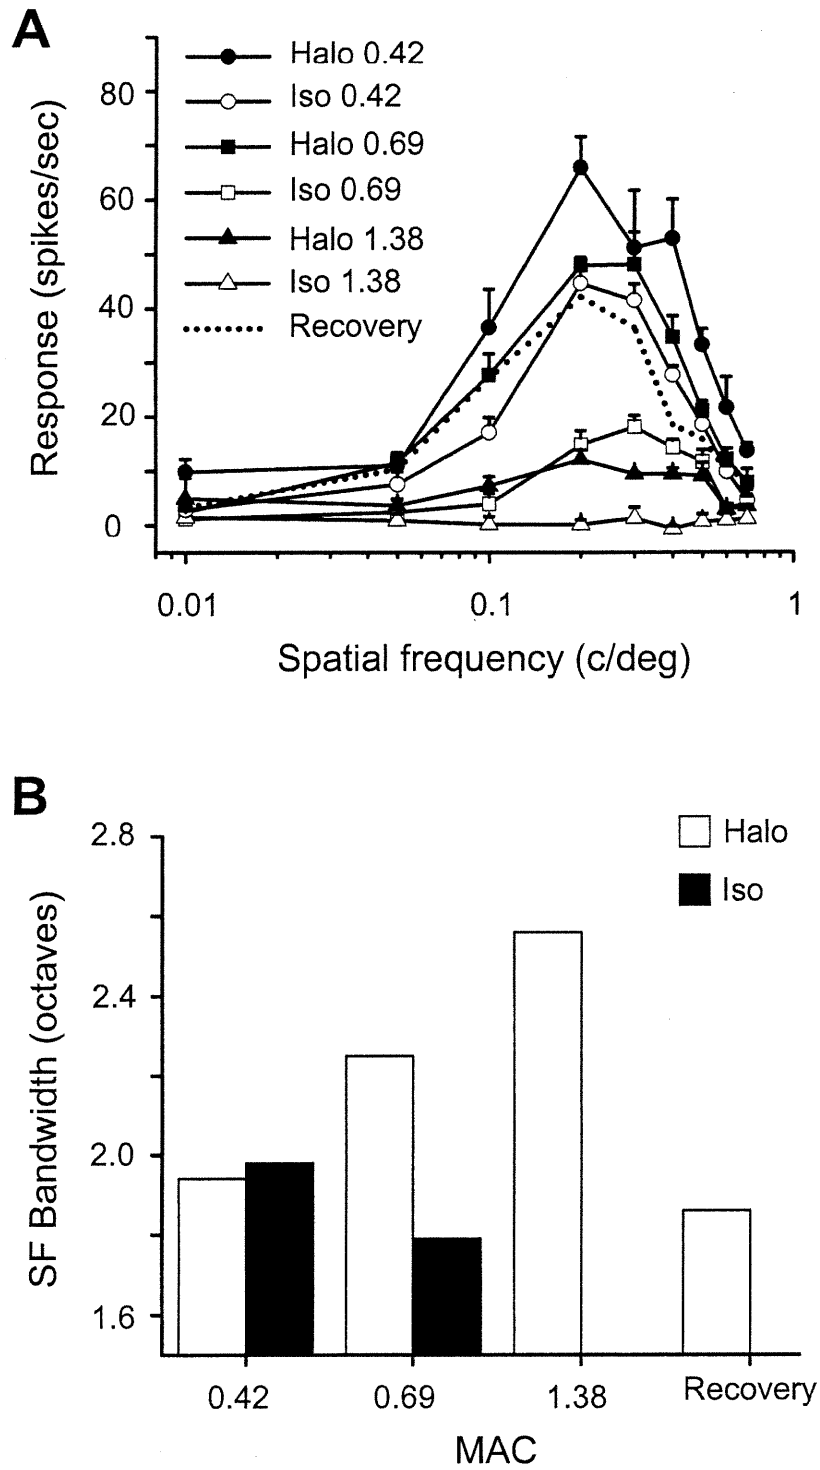 A
Halo 0.42
Iso 0.42
Halo 0.69
Iso 0.69
Halo 1.38
Iso 1.38
Recovery
Response (spikes/sec)
80
60
40
20
0
0.01
0.1
1
Spatial frequency (c/deg)
B
Halo
Iso
SF Bandwidth (octaves)
2.8
2.4
2.0
1.6
0.42
0.69
1.38
Recovery
MAC